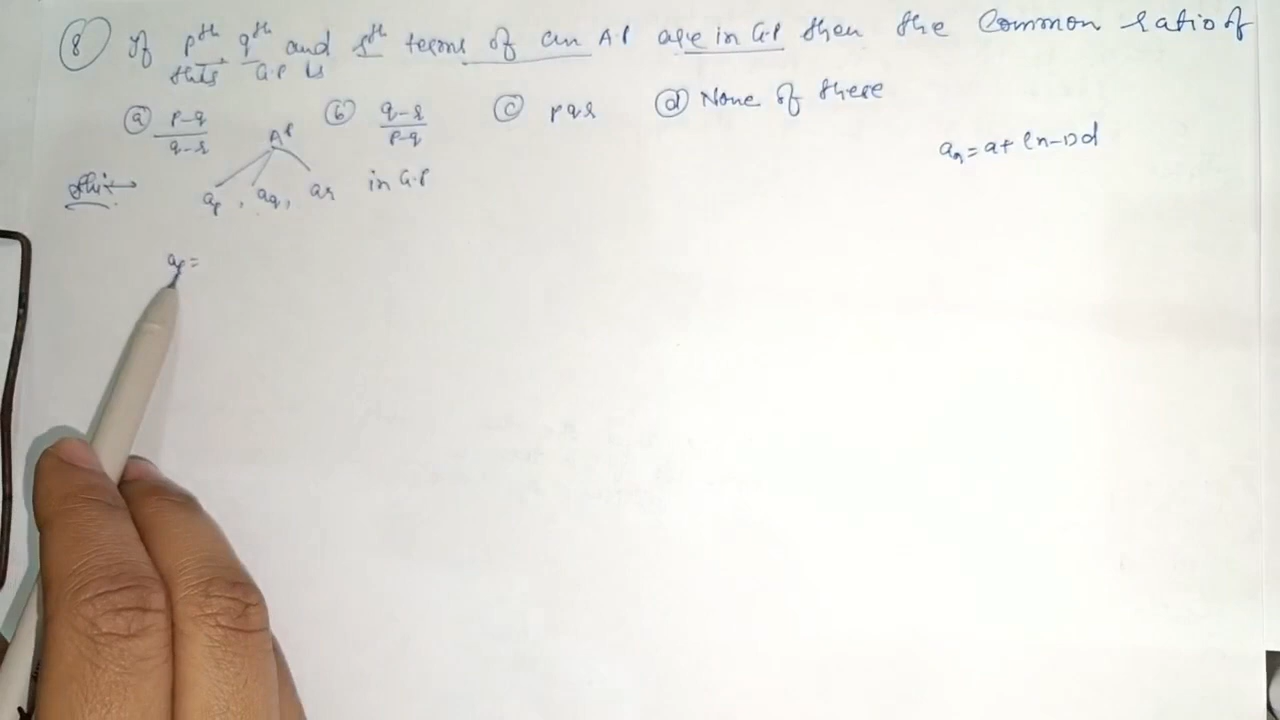 8 If pth qth and rth terms of an A.P are in G.P then the Common ratio of
this G.P is
a p-q/q-r b q-r/p-q c pqr d None of these
AP
an = a + (n-1)d
Sol:-
ap, aq, ar in G.P
ap =